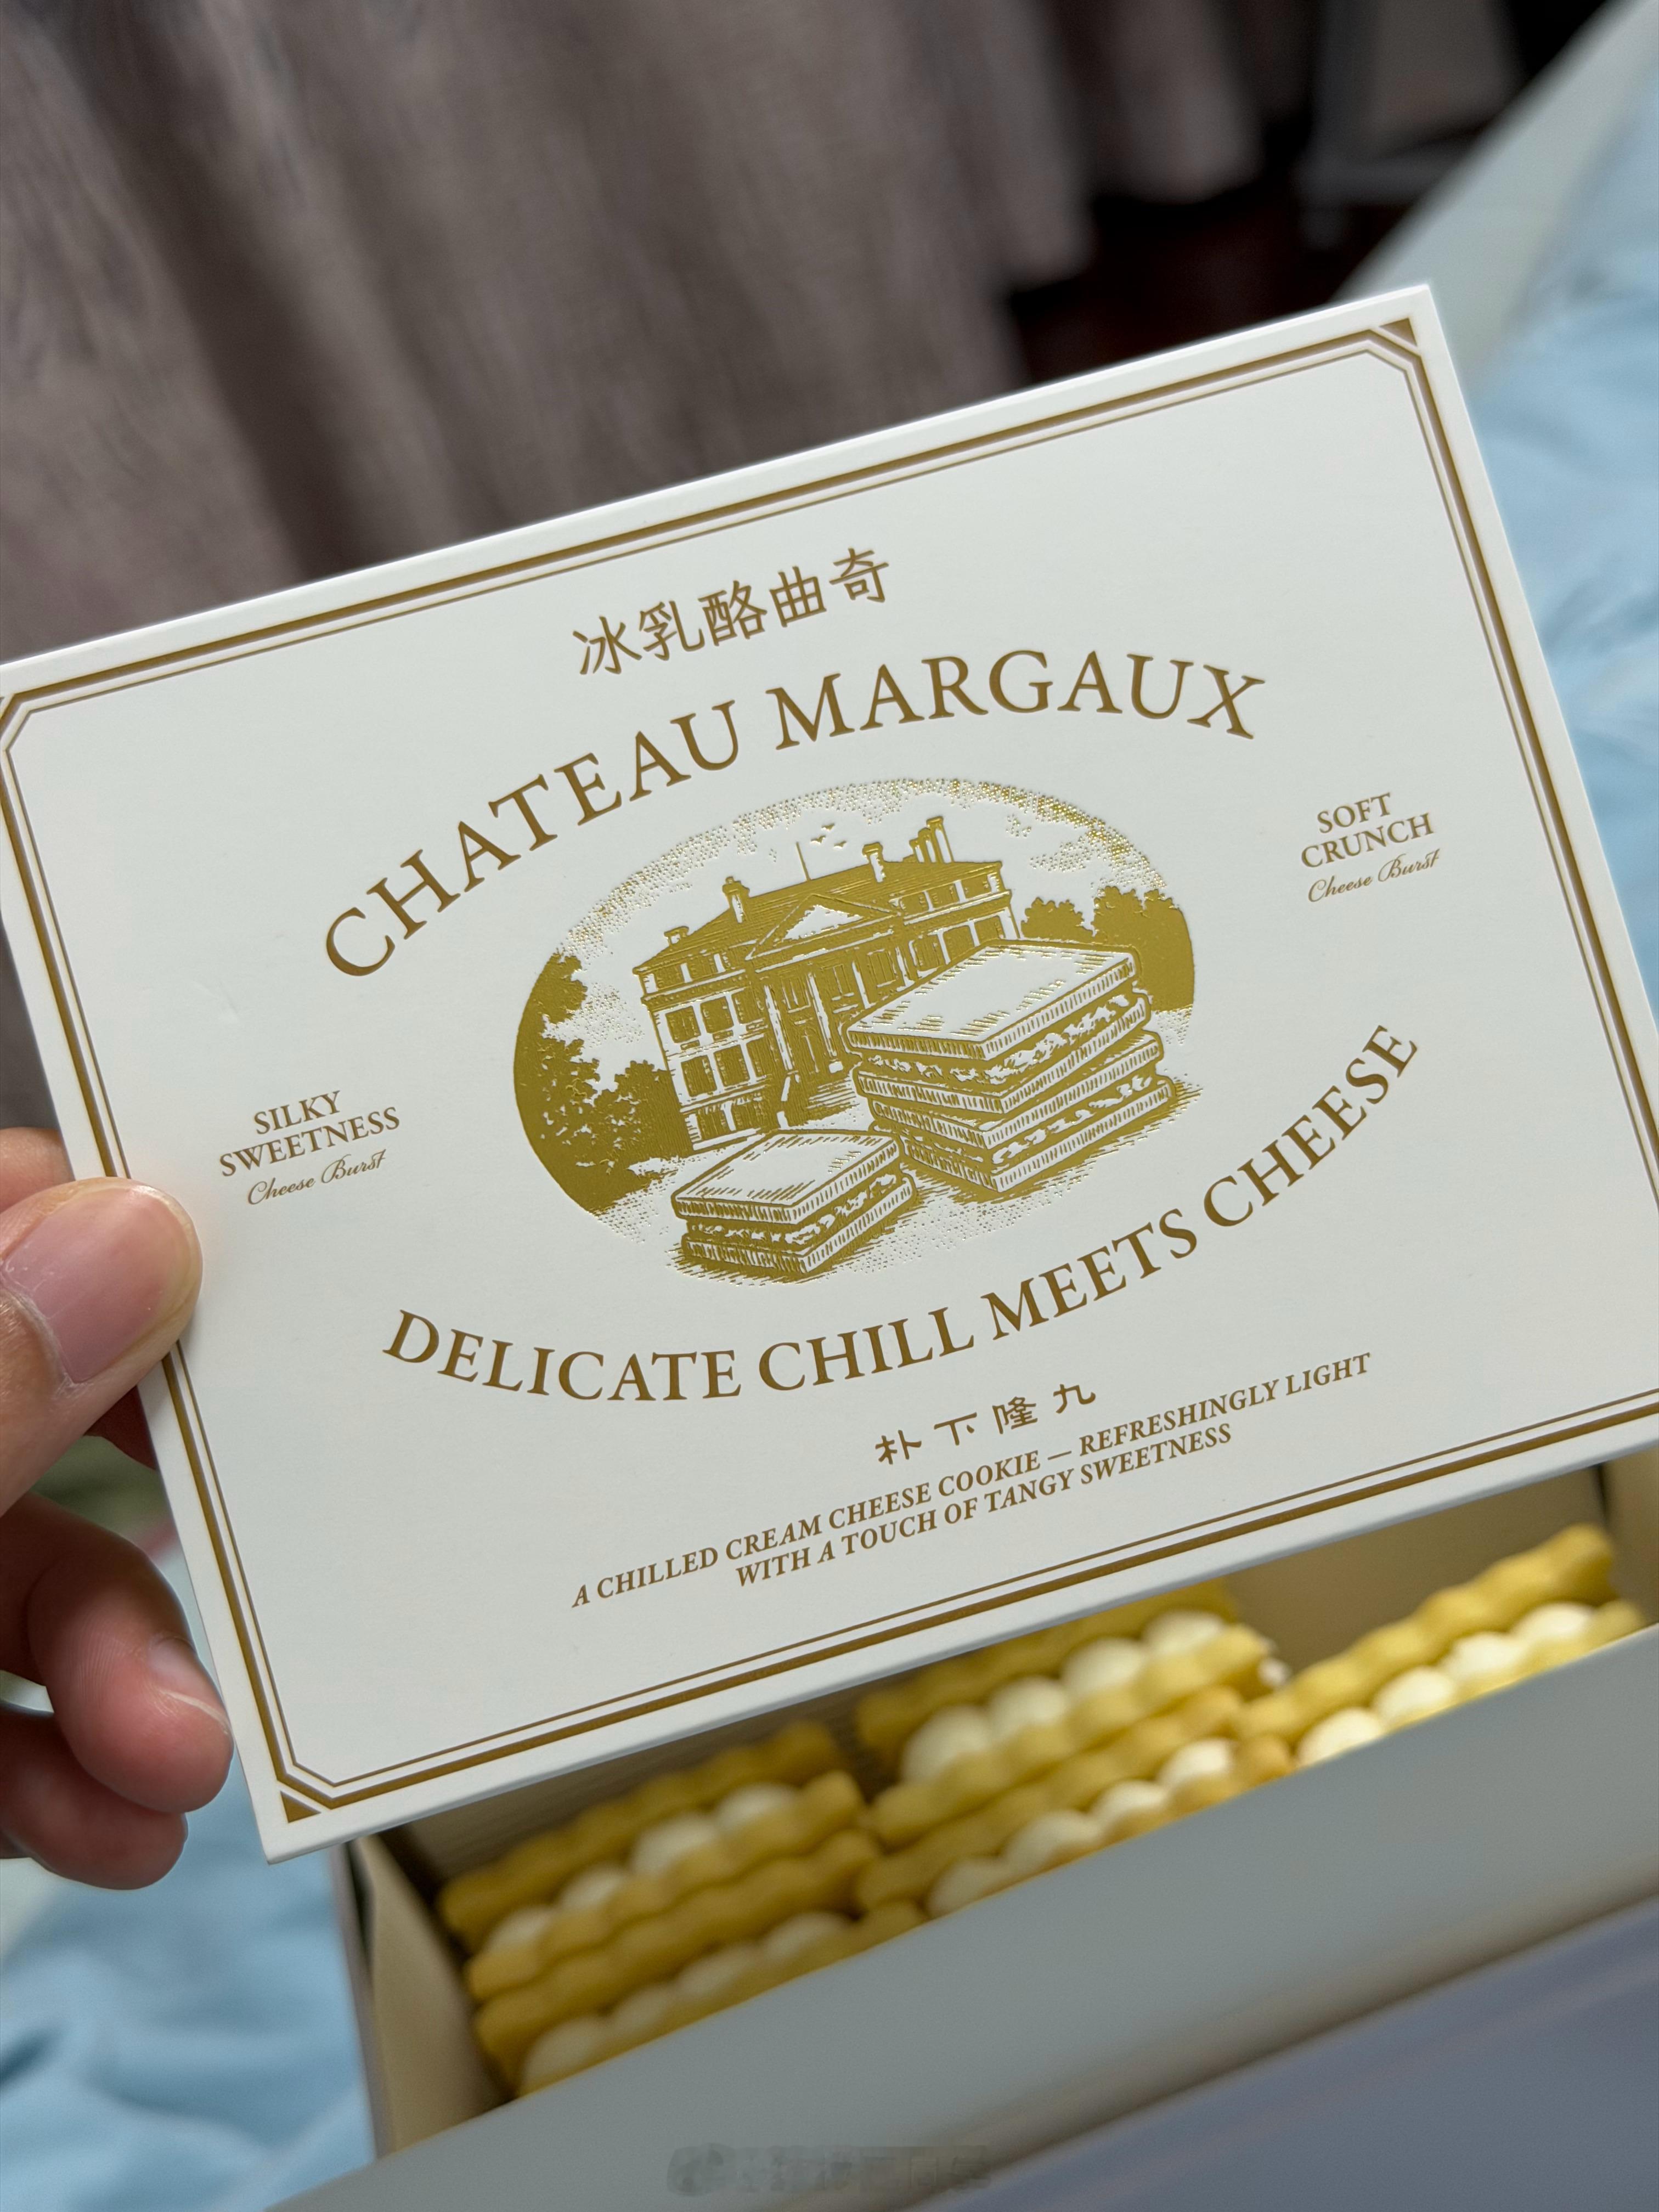 冰乳酪曲奇
CHATEAU MARGAUX
SOFT
CRUNCH
Cheese Burst
SILKY
SWEETNESS
Cheese Burst
DELICATE CHILL MEETS CHEESE
朴下隆九
A CHILLED CREAM CHEESE COOKIE — REFRESHINGLY LIGHT
WITH A TOUCH OF TANGY SWEETNESS